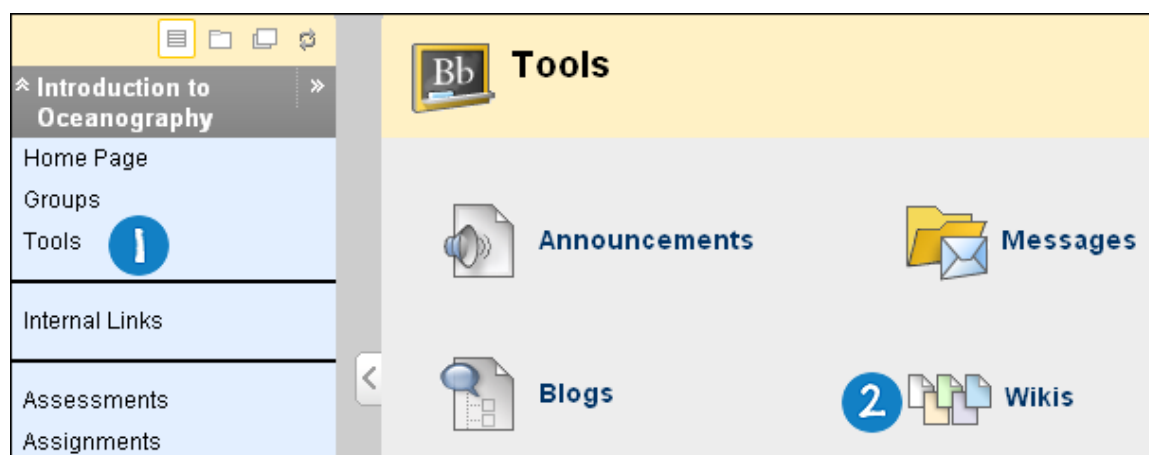 Introduction to
Oceanography
Home Page
Groups
Tools 1
Internal Links
Assessments
Assignments
Bb Tools
Announcements
Messages
Blogs
2 Wikis